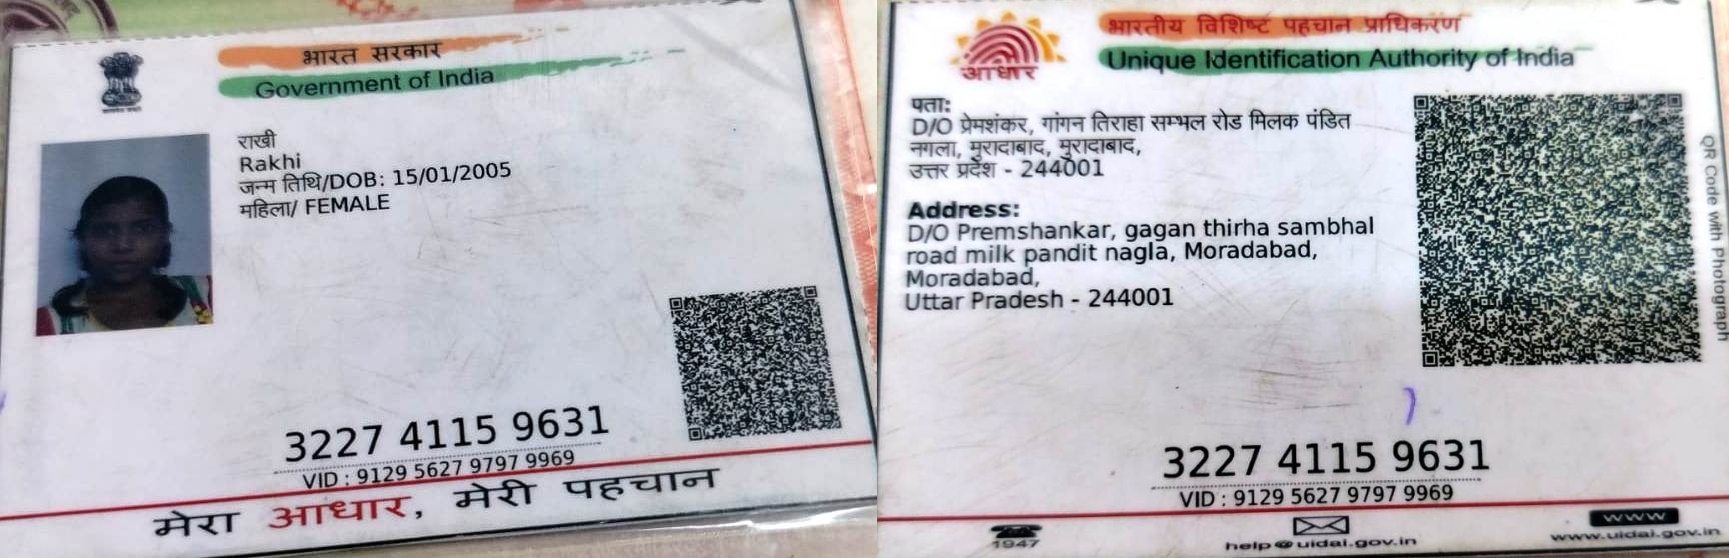 भारत सरकार
Government of India
राखी
Rakhi
जन्म तिथि/DOB: 15/01/2005
महिला/ FEMALE
3227 4115 9631
VID : 9129 5627 9797 9969
मेरा आधार, मेरी पहचान
भारतीय विशिष्ट पहचान प्राधिकरण
Unique Identification Authority of India
आधार
पता:
D/O प्रेमशंकर, गांगन तिराहा सम्भल रोड मिलक पंडित
नगला, मुरादाबाद, मुरादाबाद,
उत्तर प्रदेश - 244001
Address:
D/O Premshankar, gagan thirha sambhal
road milk pandit nagla, Moradabad,
Moradabad,
Uttar Pradesh - 244001
QR Code with Photograph
3227 4115 9631
VID : 9129 5627 9797 9969
1947
help@uidai.gov.in
www
www.uidai.gov.in